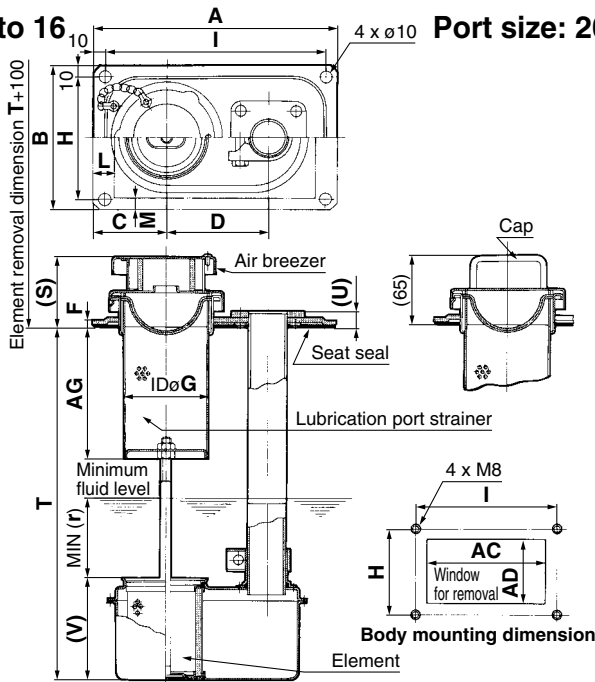 to 16
A
Port size: 20
I
4 x ø10
10
10
Element removal dimension T+100
B
H
L
C
M
D
Cap
Air breezer
(S)
F
(U)
(65)
Seat seal
AG
IDøG
Lubrication port strainer
Minimum
fluid level
4 x M8
I
T
MIN (r)
H
AC
AD
Window
for removal
Body mounting dimension
(V)
Element